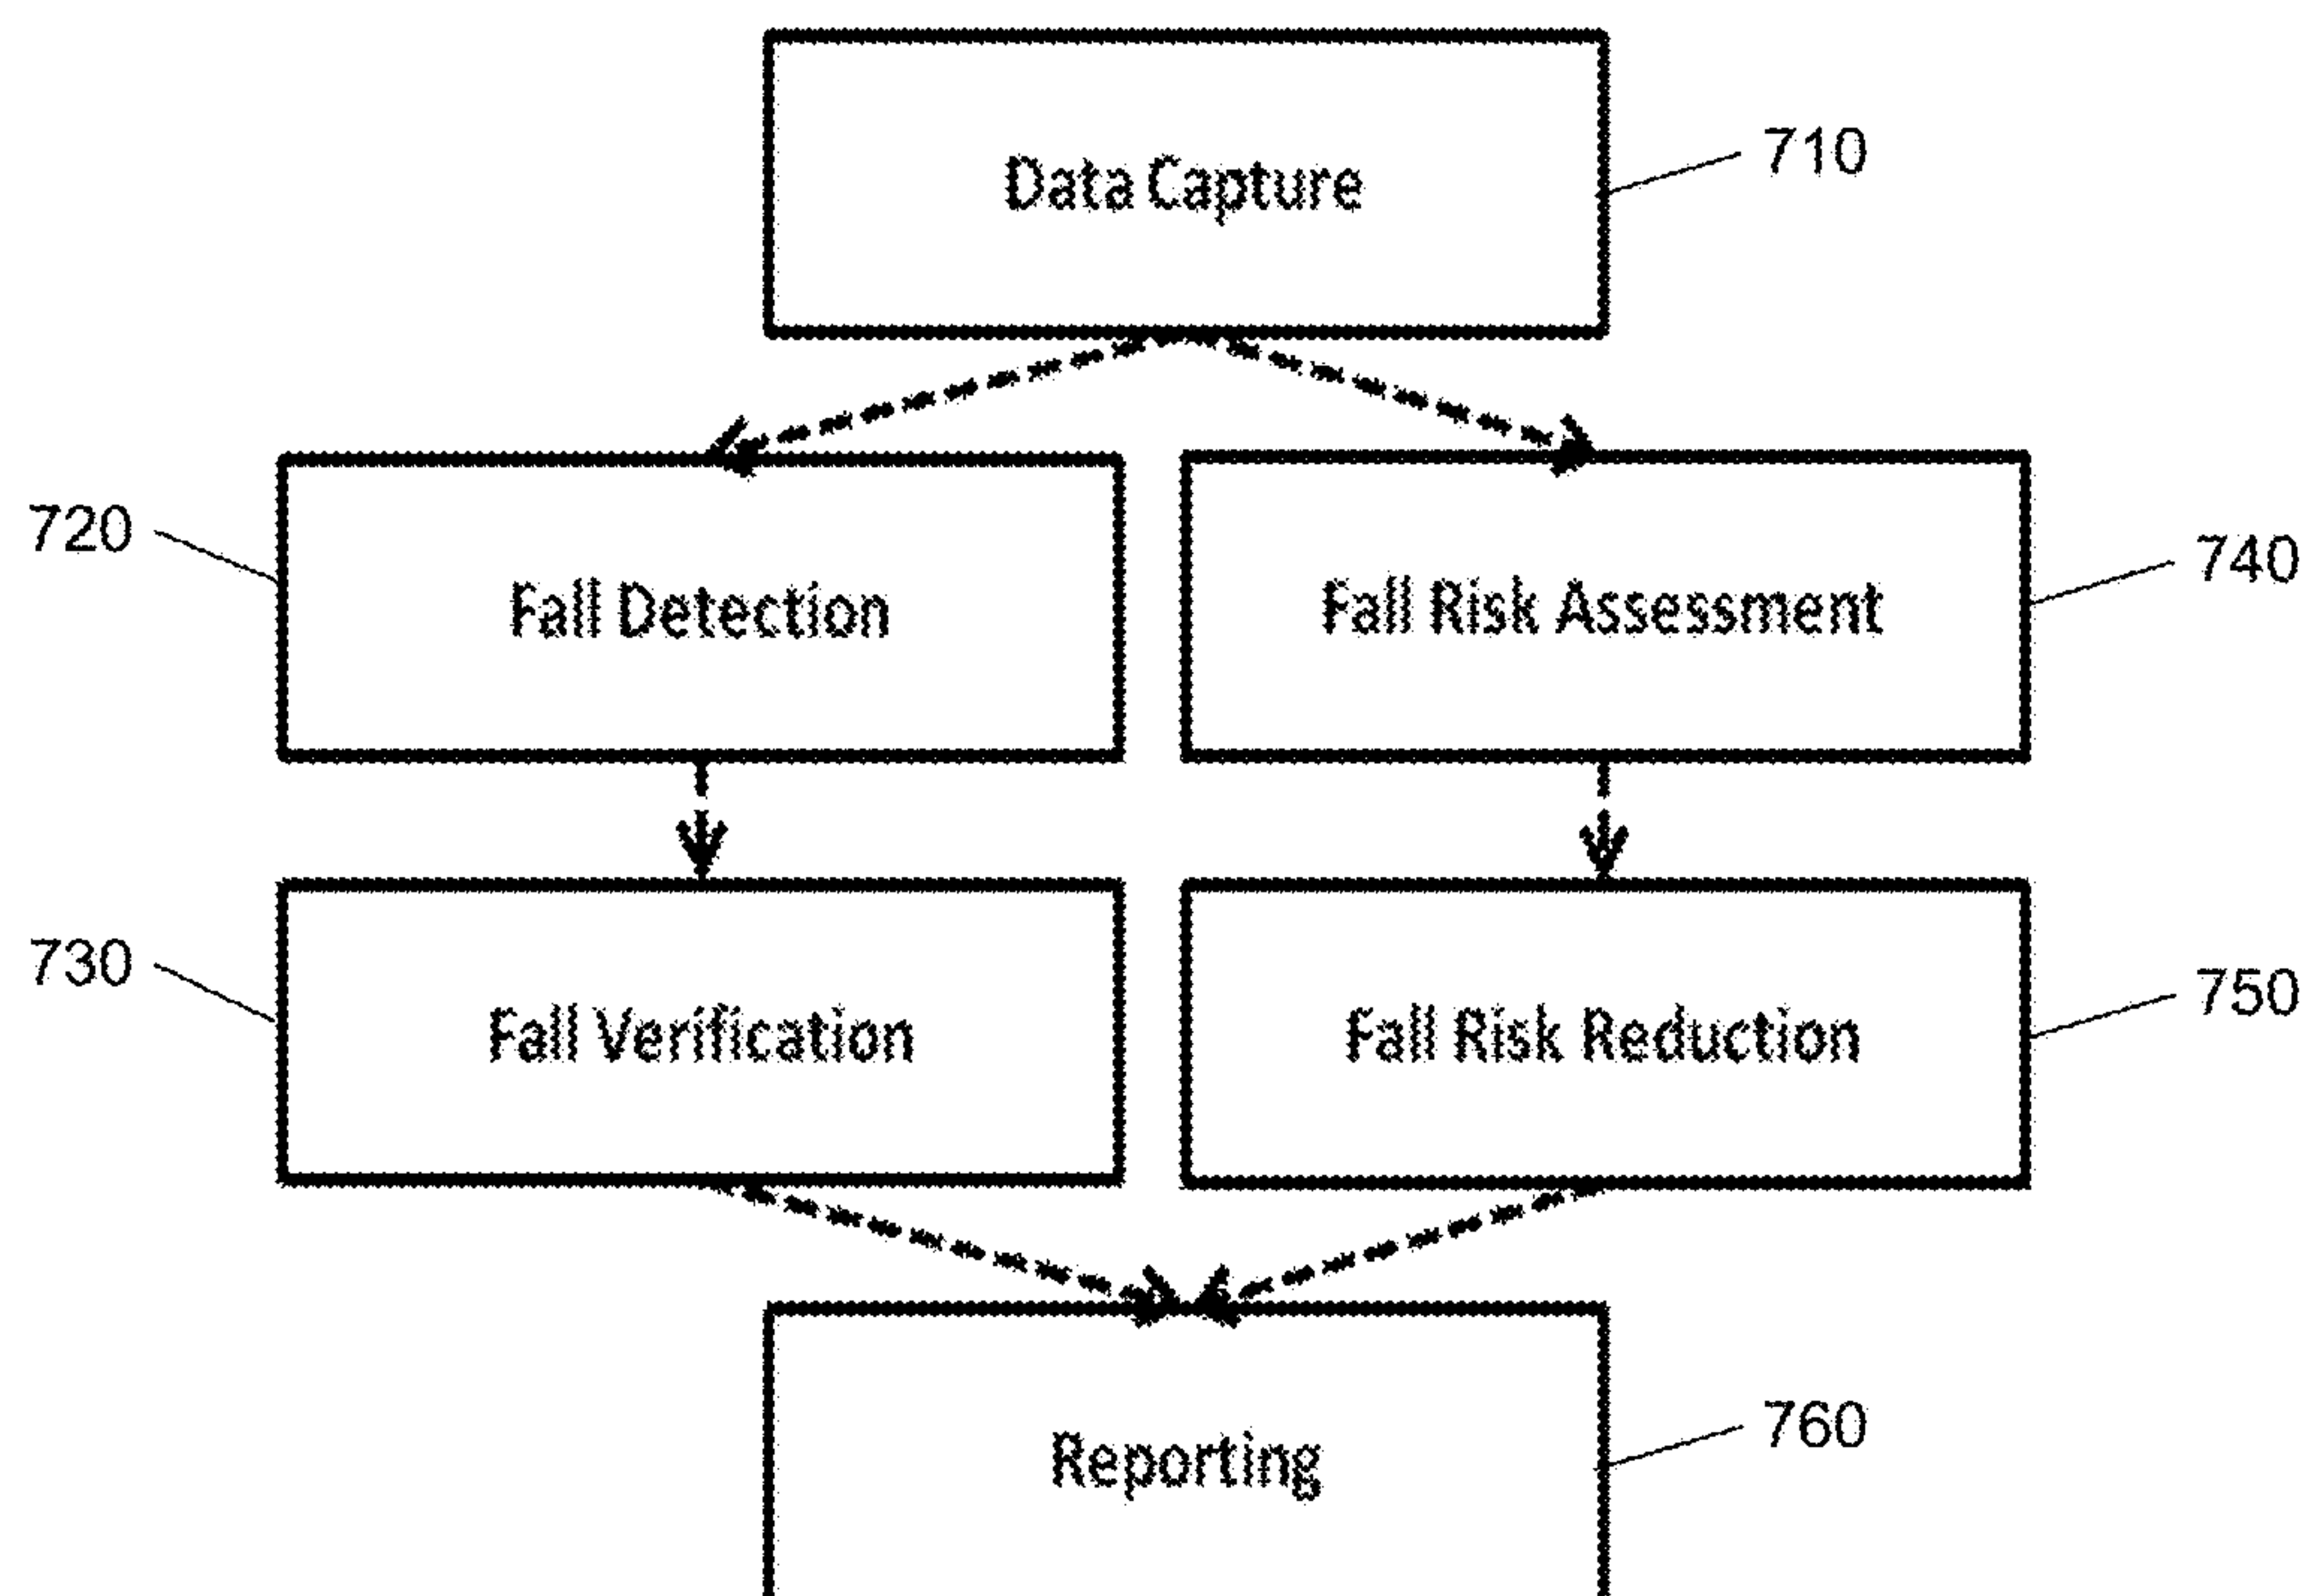 Data Capture
710
720
Fall Detection
Fall Risk Assessment
740
730
Fall Verification
Fall Risk Reduction
750
Reporting
760